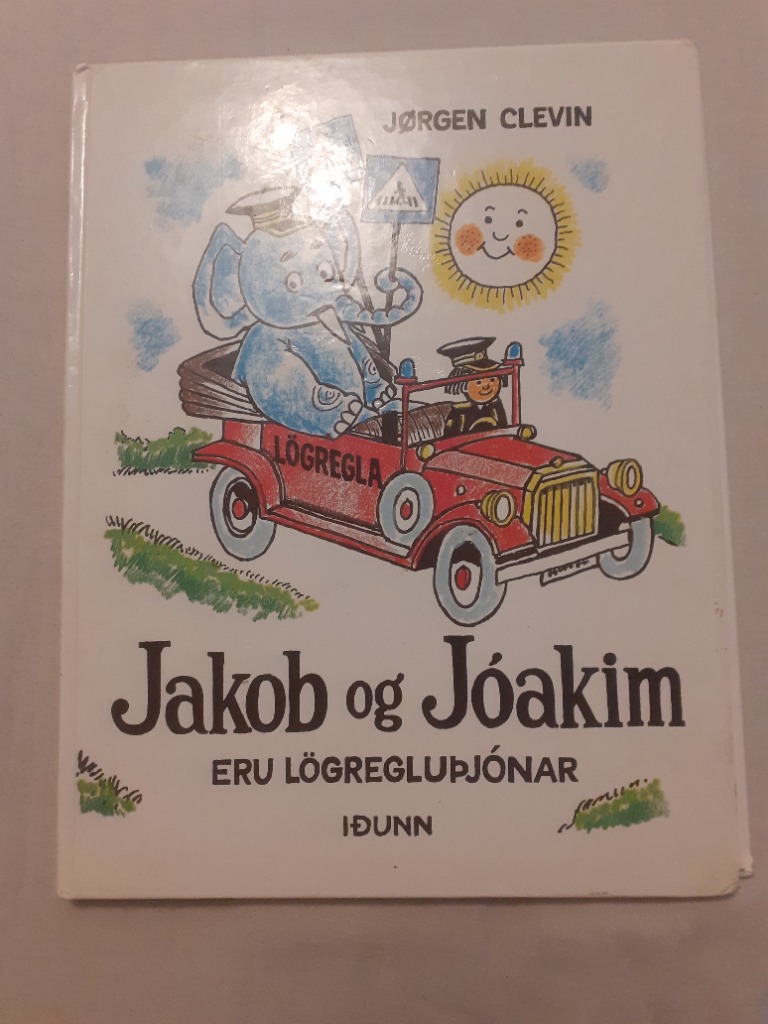 JØRGEN CLEVIN
LÖGREGLA
Jakob og Jóakim
ERU LÖGREGLUÞJÓNAR
IÐUNN